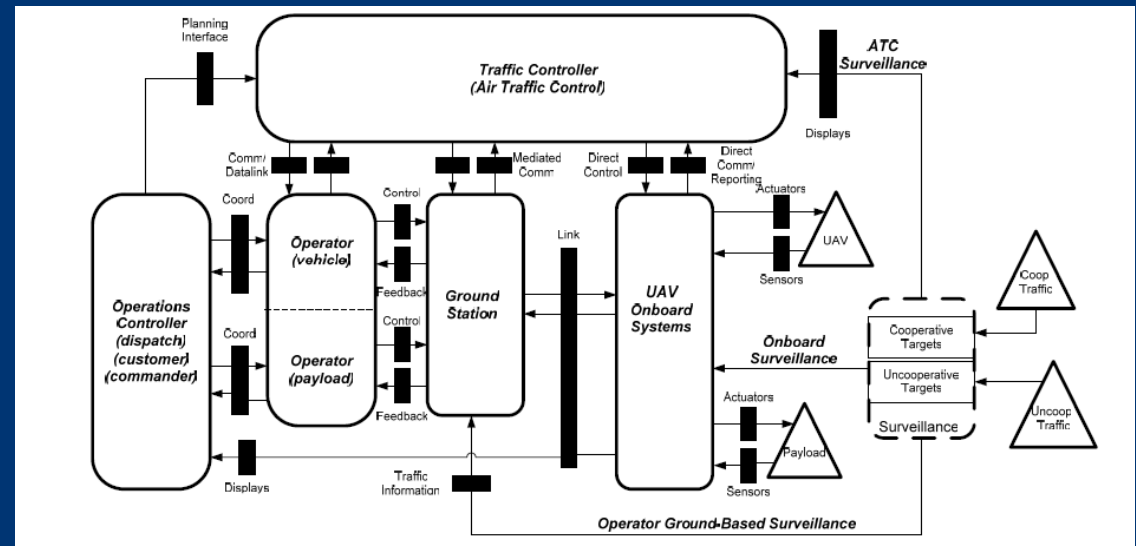 Planning
Interface
Traffic Controller
(Air Traffic Control)
ATC
Surveillance
Displays
Comm/
Datalink
Mediated
Comm
Direct
Control
Direct
Comm/
Reporting
Coord
Control
Link
Actuators
UAV
Sensors
Operator
(vehicle)
Feedback
Ground
Station
UAV
Onboard
Systems
Coop
Traffic
Operations
Controller
(dispatch)
(customer)
(commander)
Coord
Control
Operator
(payload)
Feedback
Onboard
Surveillance
Cooperative
Targets
Uncooperative
Targets
Surveillance
Uncoop
Traffic
Actuators
Payload
Sensors
Displays
Traffic
Information
Operator Ground-Based Surveillance